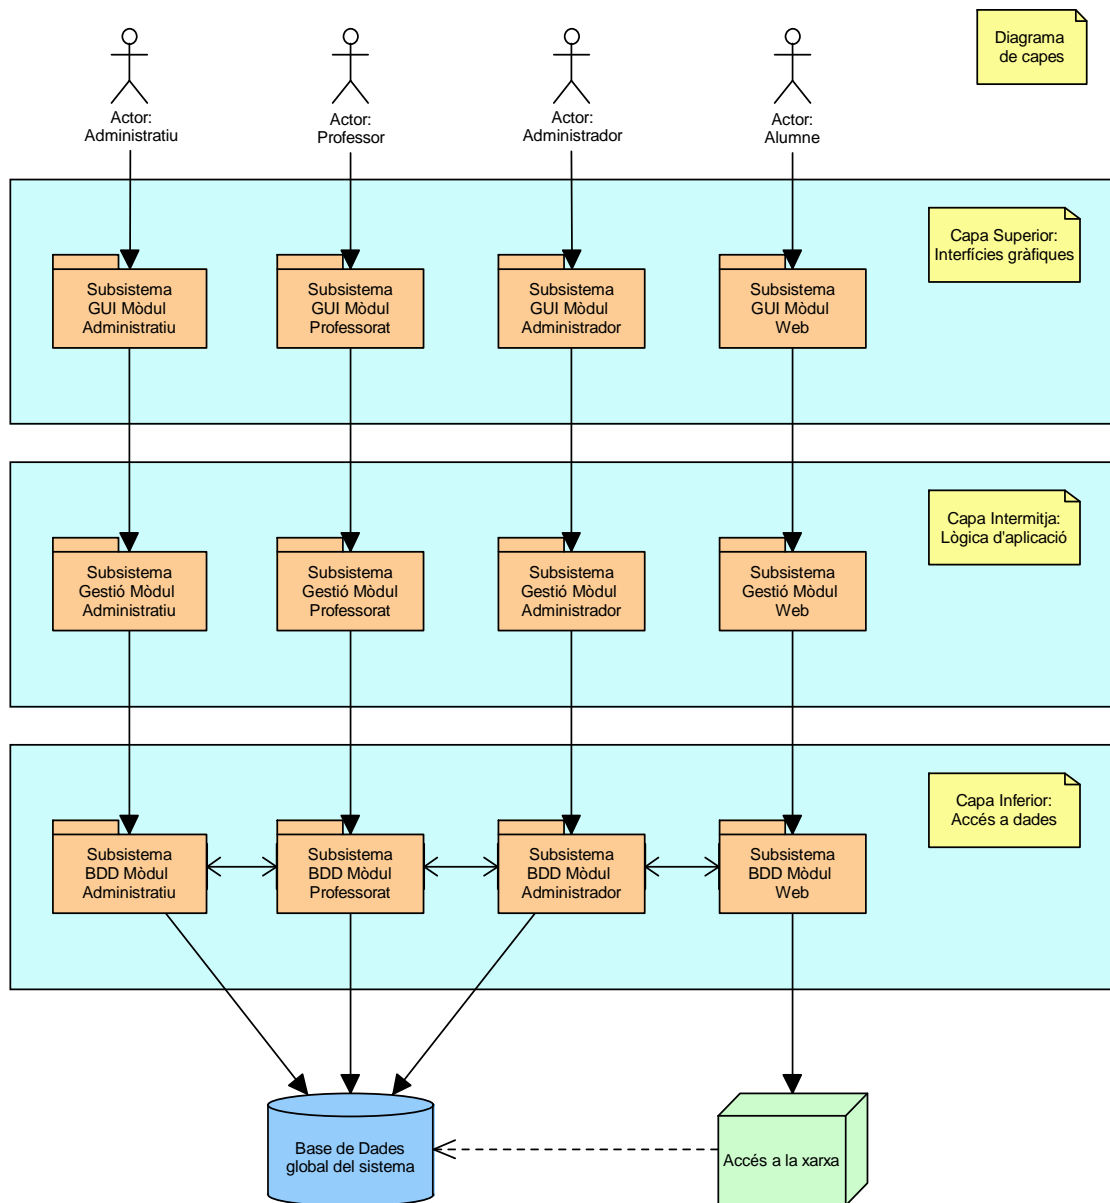 Diagrama
de capes
Actor:
Administratiu
Actor:
Professor
Actor:
Administrador
Actor:
Alumne
Capa Superior:
Interfícies gràfiques
Subsistema
GUI Mòdul
Administratiu
Subsistema
GUI Mòdul
Professorat
Subsistema
GUI Mòdul
Administrador
Subsistema
GUI Mòdul
Web
Capa Intermitja:
Lògica d'aplicació
Subsistema
Gestió Mòdul
Administratiu
Subsistema
Gestió Mòdul
Professorat
Subsistema
Gestió Mòdul
Administrador
Subsistema
Gestió Mòdul
Web
Capa Inferior:
Accés a dades
Subsistema
BDD Mòdul
Administratiu
Subsistema
BDD Mòdul
Professorat
Subsistema
BDD Mòdul
Administrador
Subsistema
BDD Mòdul
Web
Base de Dades
global del sistema
Accés a la xarxa